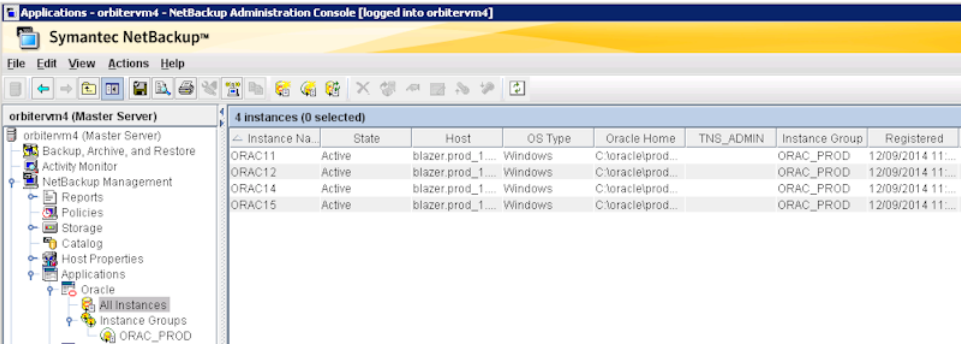 Applications - orbitervm4 - NetBackup Administration Console [logged into orbitervm4]
Symantec NetBackup™
File Edit View Actions Help
orbitervm4 (Master Server)
4 instances (0 selected)
orbitervm4 (Master Server)
Backup, Archive, and Restore
Activity Monitor
NetBackup Management
Reports
Policies
Storage
Catalog
Host Properties
Applications
Oracle
All Instances
Instance Groups
ORAC_PROD
Instance Na... State Host OS Type Oracle Home TNS_ADMIN Instance Group Registered
ORAC11 Active blazer.prod_1.... Windows C:\oracle\prod... ORAC_PROD 12/09/2014 11:...
ORAC12 Active blazer.prod_1.... Windows C:\oracle\prod... ORAC_PROD 12/09/2014 11:...
ORAC14 Active blazer.prod_1.... Windows C:\oracle\prod... ORAC_PROD 12/09/2014 11:...
ORAC15 Active blazer.prod_1.... Windows C:\oracle\prod... ORAC_PROD 12/09/2014 11:...